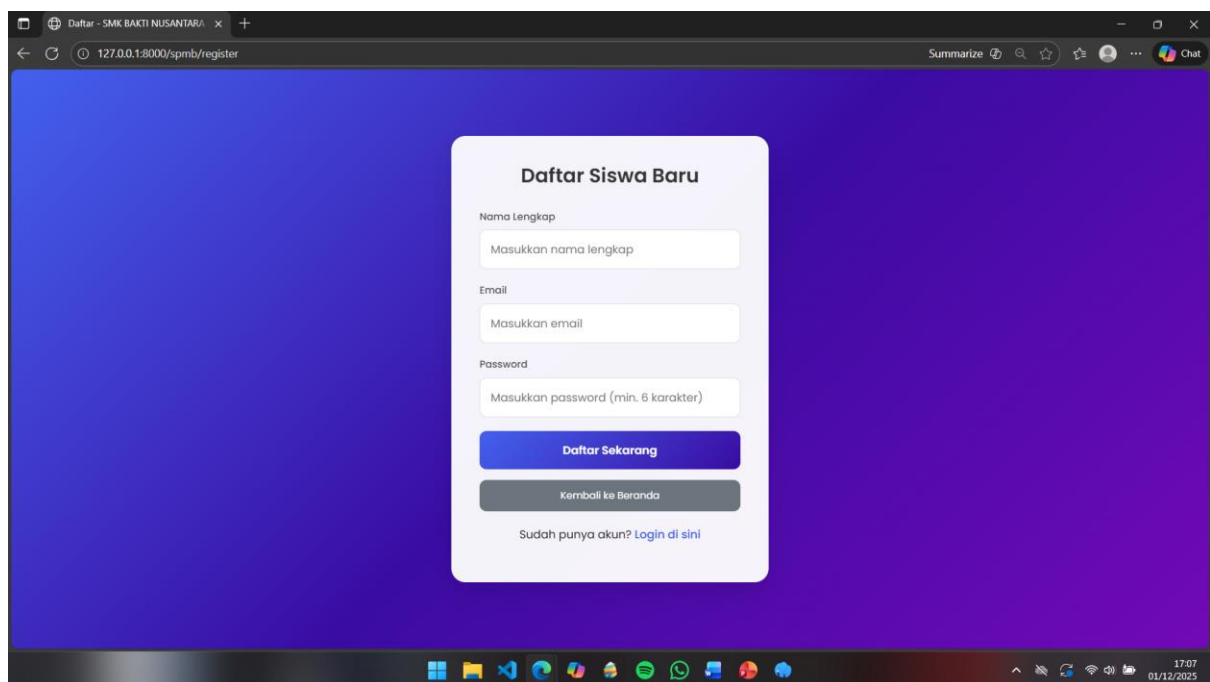 Daftar - SMK BAKTI NUSANTARA
127.0.0.1:8000/spmb/register
Summarize
Chat
Daftar Siswa Baru
Nama Lengkap
Masukkan nama lengkap
Email
Masukkan email
Password
Masukkan password (min. 6 karakter)
Daftar Sekarang
Kembali ke Beranda
Sudah punya akun? Login di sini
17:07
01/12/2025